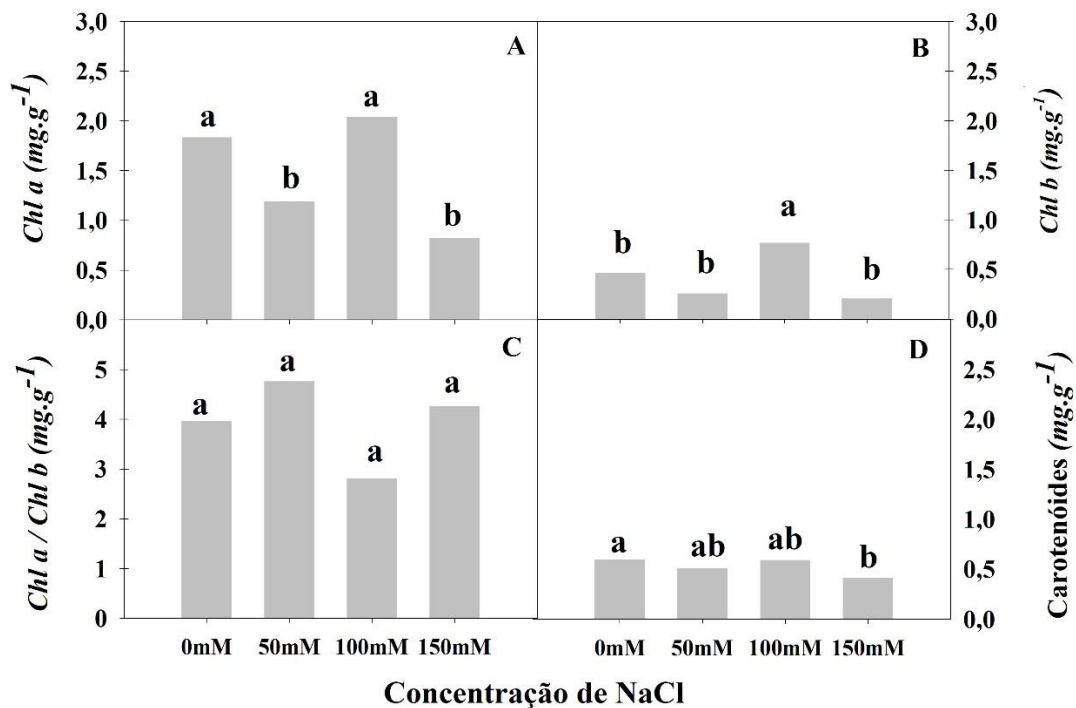 3,0
2,5
2,0
1,5
1,0
0,5
0,0
Chl a (mg.g-1)
A
a
b
a
b
B
b
b
a
b
3,0
2,5
2,0
1,5
1,0
0,5
0,0
Chl b (mg.g-1)
5
4
3
2
1
0
Chl a / Chl b (mg.g-1)
C
a
a
a
a
0mM 50mM 100mM 150mM
D
a
ab
ab
b
0mM 50mM 100mM 150mM
2,5
2,0
1,5
1,0
0,5
0,0
Carotenóides (mg.g-1)
Concentração de NaCl